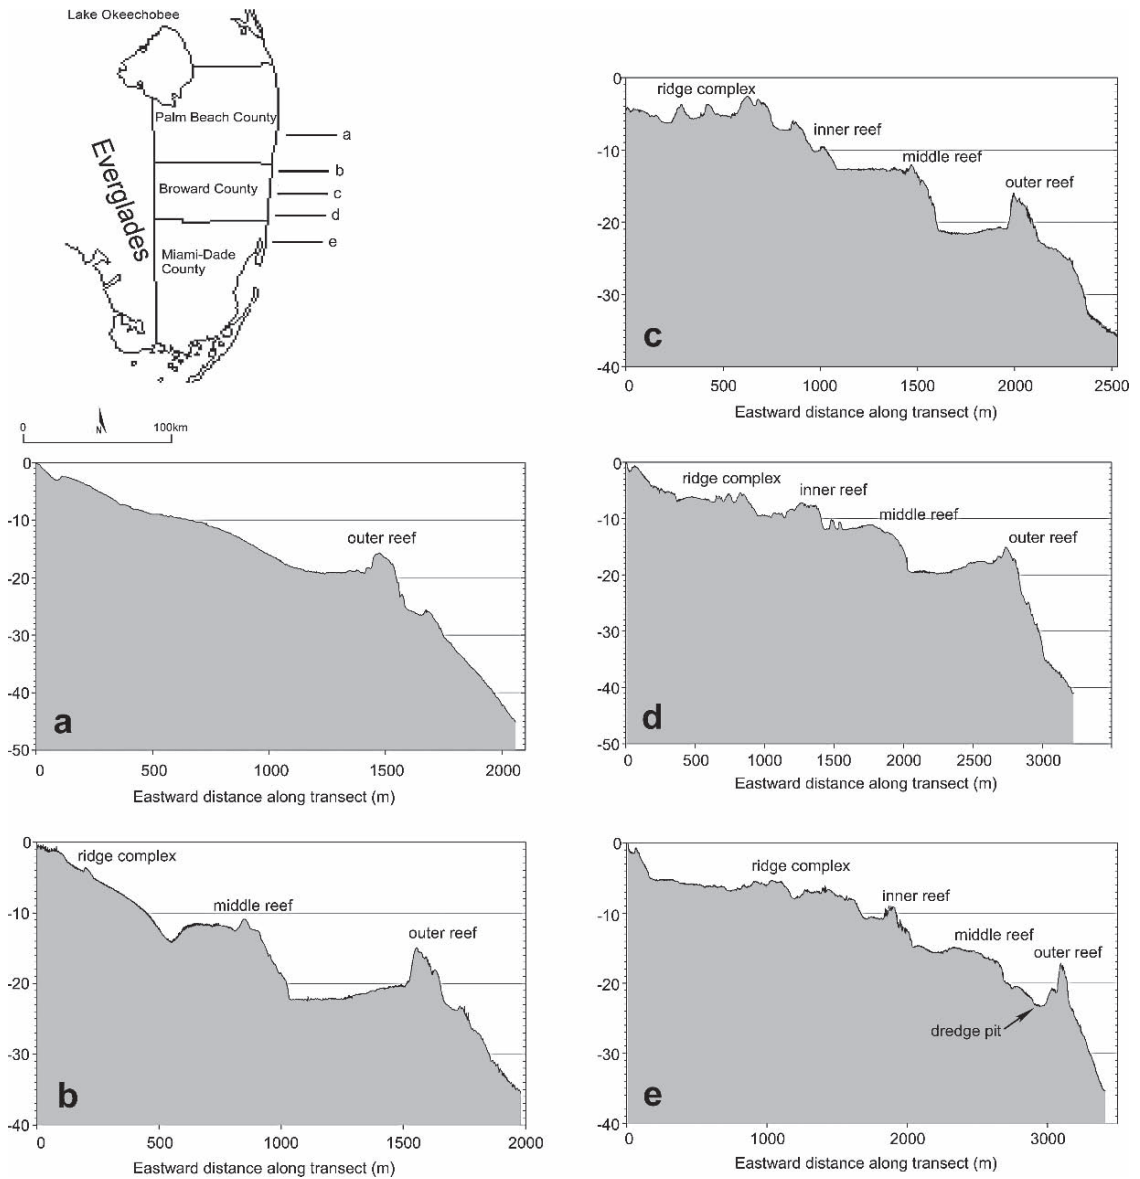 Lake Okeechobee
Palm Beach County
Everglades
Broward County
Miami-Dade
County
a
b
c
d
e
0 100km
N
0
-10
-20
-30
-40
ridge complex
inner reef
middle reef
outer reef
c
0 500 1000 1500 2000 2500
Eastward distance along transect (m)
0
-10
-20
-30
-40
-50
outer reef
a
0 500 1000 1500 2000
Eastward distance along transect (m)
0
-10
-20
-30
-40
-50
ridge complex
inner reef
middle reef
outer reef
d
0 500 1000 1500 2000 2500 3000
Eastward distance along transect (m)
0
-10
-20
-30
-40
ridge complex
middle reef
outer reef
b
0 500 1000 1500 2000
Eastward distance along transect (m)
0
-10
-20
-30
-40
ridge complex
inner reef
middle reef
outer reef
dredge pit
e
0 1000 2000 3000
Eastward distance along transect (m)